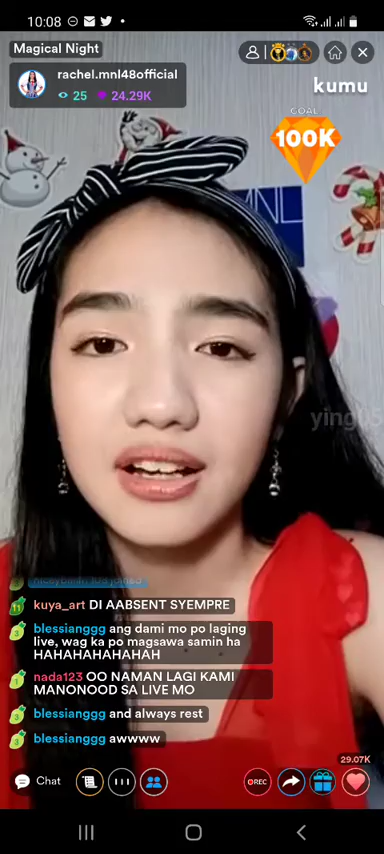 10:08
Magical Night
rachel.mnl48official
25 24.29K
kumu
GOAL
100K
MNL
kuya_art DI AABSENT SYEMPRE
blessianggg ang dami mo po laging
live, wag ka po magsawa samin ha
HAHAHAHAHAHAH
nada123 OO NAMAN LAGI KAMI
MANONOOD SA LIVE MO
blessianggg and always rest
blessianggg awwww
29.07K
Chat
REC